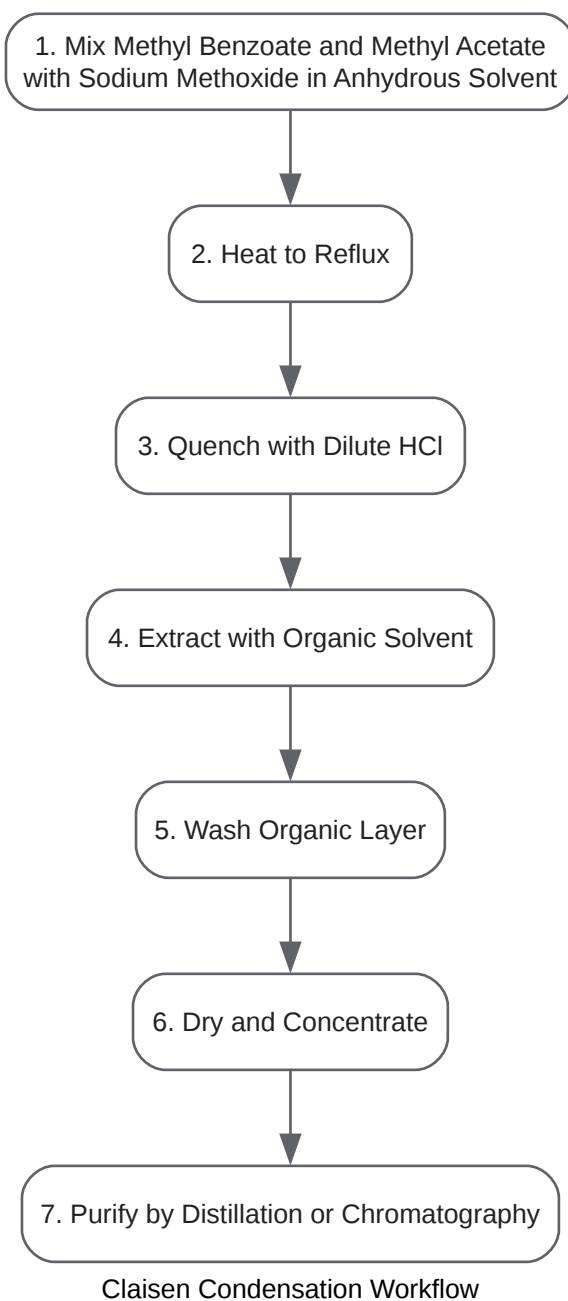 1. Mix Methyl Benzoate and Methyl Acetate
with Sodium Methoxide in Anhydrous Solvent
2. Heat to Reflux
3. Quench with Dilute HCl
4. Extract with Organic Solvent
5. Wash Organic Layer
6. Dry and Concentrate
7. Purify by Distillation or Chromatography
Claisen Condensation Workflow